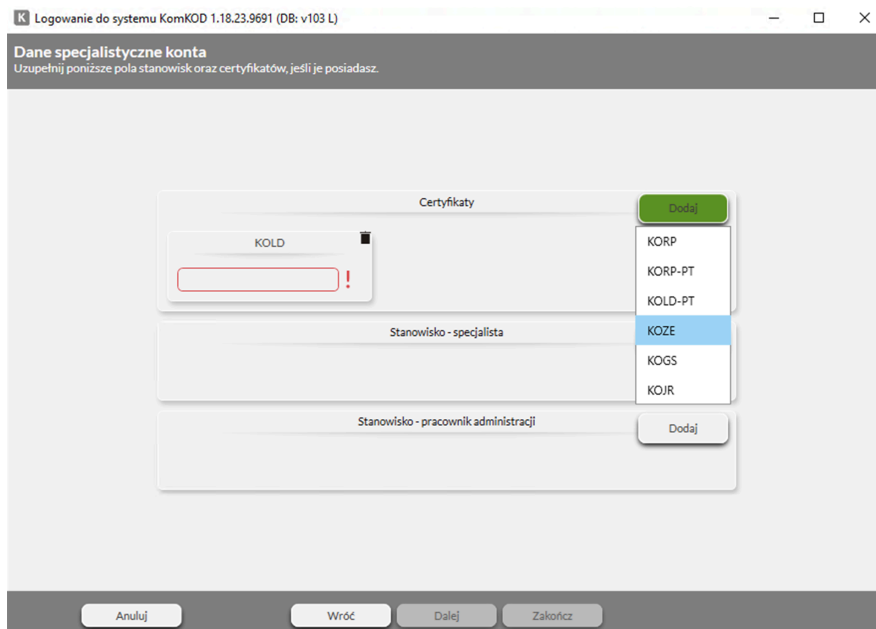 K Logowanie do systemu KomKOD 1.18.23.9691 (DB: v103 L)
Dane specjalistyczne konta
Uzupełnij poniższe pola stanowisk oraz certyfikatów, jeśli je posiadasz.
Certyfikaty
Dodaj
KOLD
!
KORP
KORP-PT
KOLD-PT
KOZE
KOGS
KOJR
Stanowisko - specjalista
Stanowisko - pracownik administracji
Dodaj
Anuluj
Wróć
Dalej
Zakończ